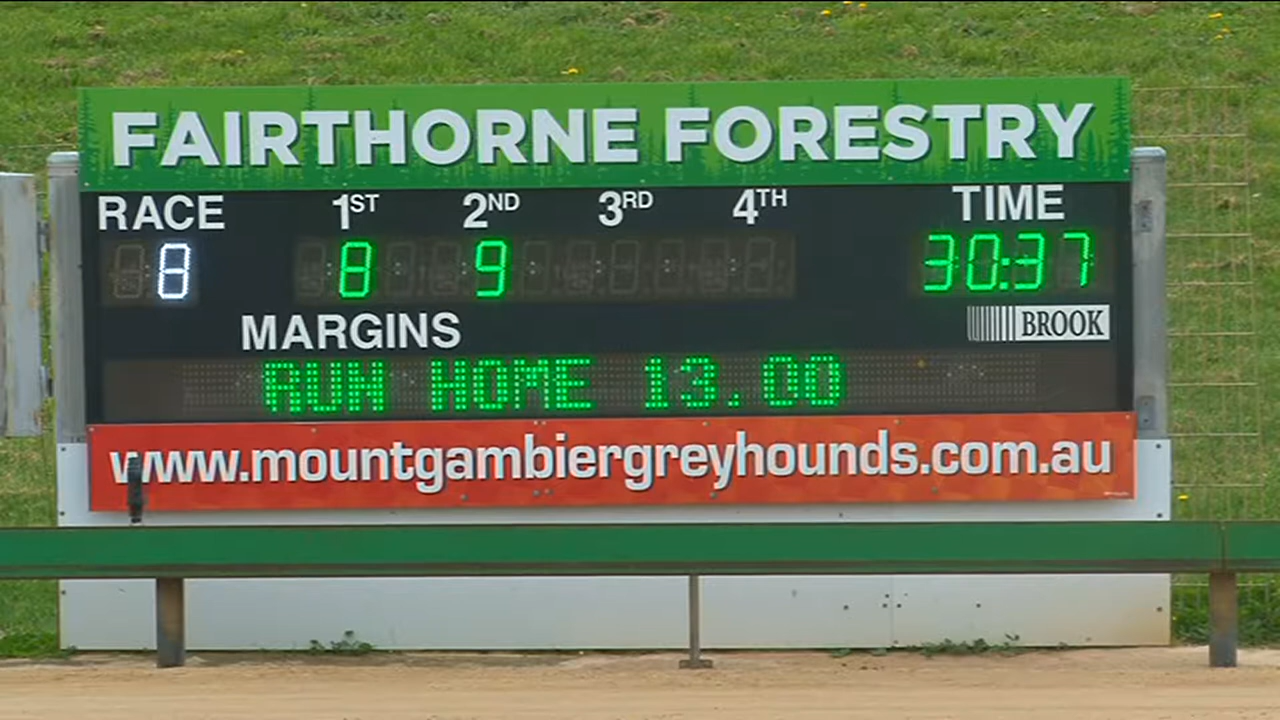 FAIRTHORNE FORESTRY
RACE 1ST 2ND 3RD 4TH TIME
8 8 9 30:37
MARGINS BROOK
RUN HOME 13.00
www.mountgambiergreyhounds.com.au